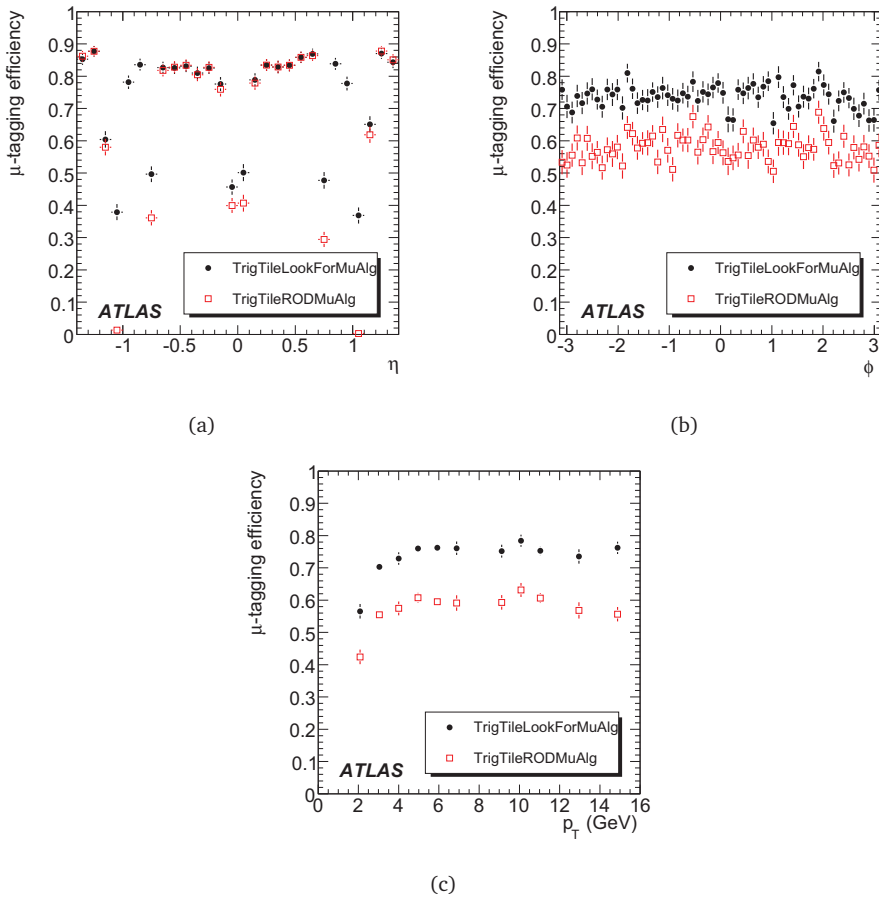 μ-tagging efficiency
1
0.9
0.8
0.7
0.6
0.5
0.4
0.3
0.2
0.1
0
TrigTileLookForMuAlg
TrigTileRODMuAlg
ATLAS
-1 -0.5 0 0.5 1
η
(a)
μ-tagging efficiency
1
0.9
0.8
0.7
0.6
0.5
0.4
0.3
0.2
0.1
0
TrigTileLookForMuAlg
TrigTileRODMuAlg
ATLAS
-3 -2 -1 0 1 2 3
ϕ
(b)
μ-tagging efficiency
1
0.9
0.8
0.7
0.6
0.5
0.4
0.3
0.2
0.1
0
TrigTileLookForMuAlg
TrigTileRODMuAlg
ATLAS
0 2 4 6 8 10 12 14 16
p_T (GeV)
(c)